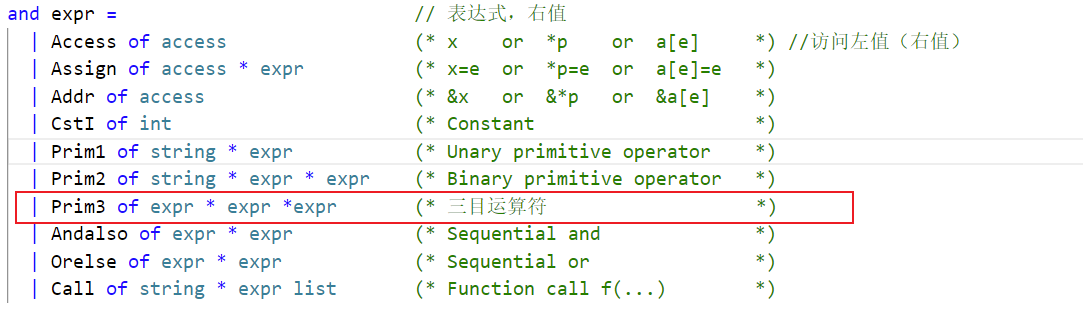 and expr =                         // 表达式，右值
  | Access of access               (* x    or  *p    or  a[e]     *) //访问左值（右值）
  | Assign of access * expr        (* x=e  or  *p=e  or  a[e]=e   *)
  | Addr of access                 (* &x   or  &*p   or  &a[e]    *)
  | CstI of int                    (* Constant                    *)
  | Prim1 of string * expr         (* Unary primitive operator    *)
  | Prim2 of string * expr * expr  (* Binary primitive operator   *)
  | Prim3 of expr * expr *expr     (* 三目运算符                   *)
  | Andalso of expr * expr         (* Sequential and              *)
  | Orelse of expr * expr          (* Sequential or               *)
  | Call of string * expr list     (* Function call f(...)        *)